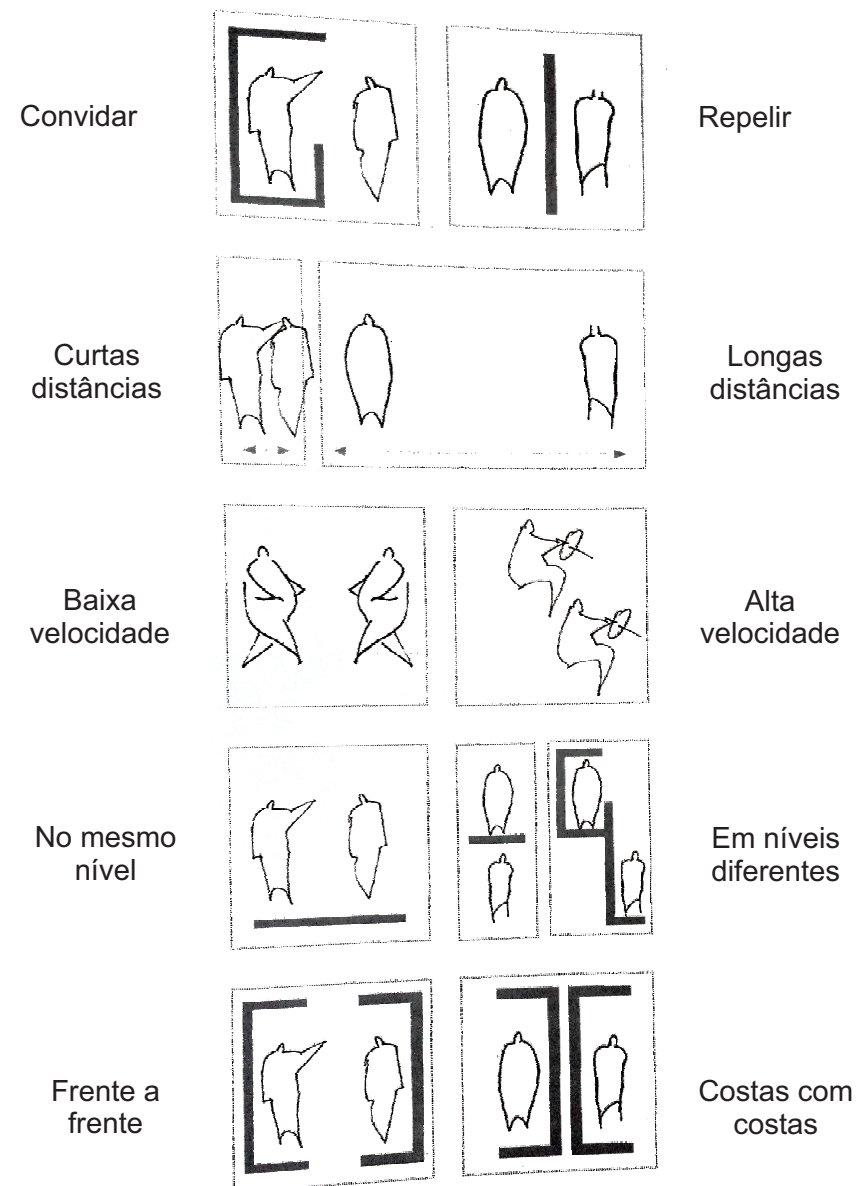 Convidar
Repelir
Curtas
distâncias
Longas
distâncias
Baixa
velocidade
Alta
velocidade
No mesmo
nível
Em níveis
diferentes
Frente a
frente
Costas com
costas